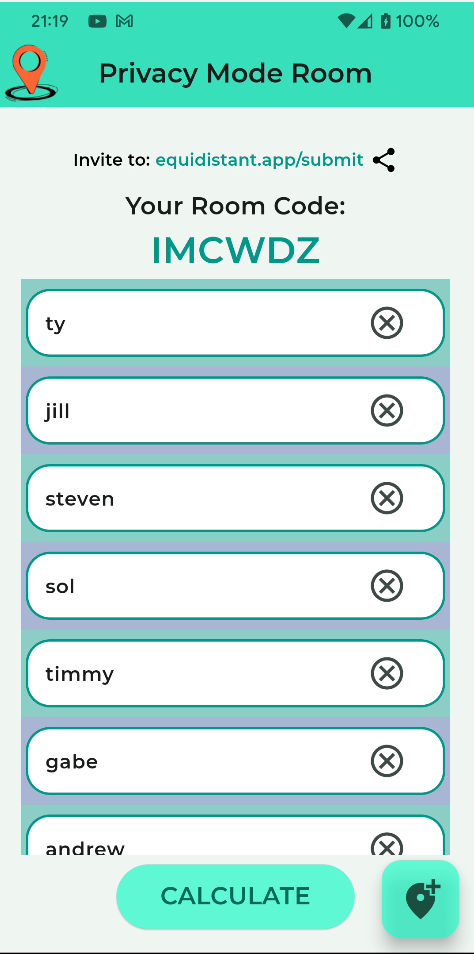 21:19 100%
Privacy Mode Room
Invite to: equidistant.app/submit
Your Room Code:
IMCWDZ
ty
jill
steven
sol
timmy
gabe
andrew
CALCULATE